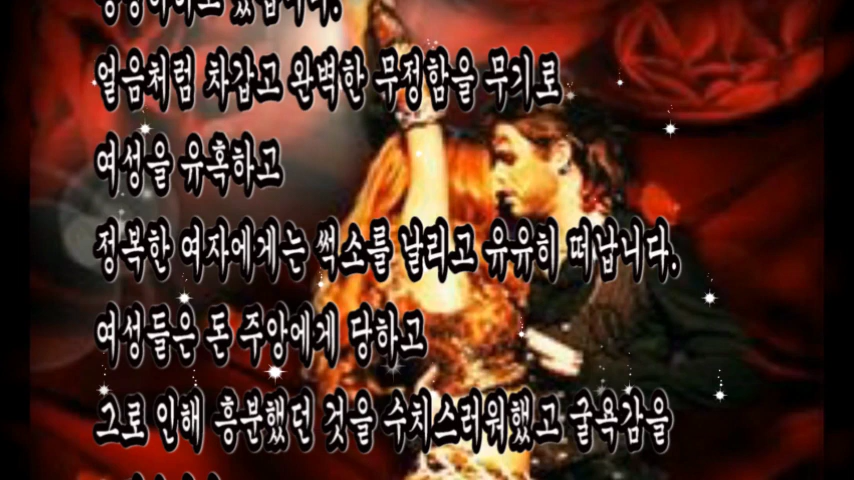 얼음처럼 차갑고 완벽한 무정함을 무기로
여성을 유혹하고
정복한 여자에게는 썩소를 날리고 유유히 떠납니다.
여성들은 돈 주앙에게 당하고
그로 인해 흥분했던 것을 수치스러워했고 굴욕감을